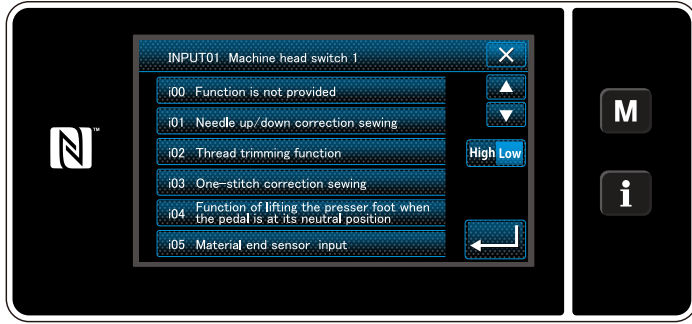 INPUT01 Machine head switch 1
i00 Function is not provided
i01 Needle up/down correction sewing
i02 Thread trimming function
High Low
i03 One-stitch correction sewing
i04 Function of lifting the presser foot when
the pedal is at its neutral position
i05 Material end sensor input
N
TM
M
i